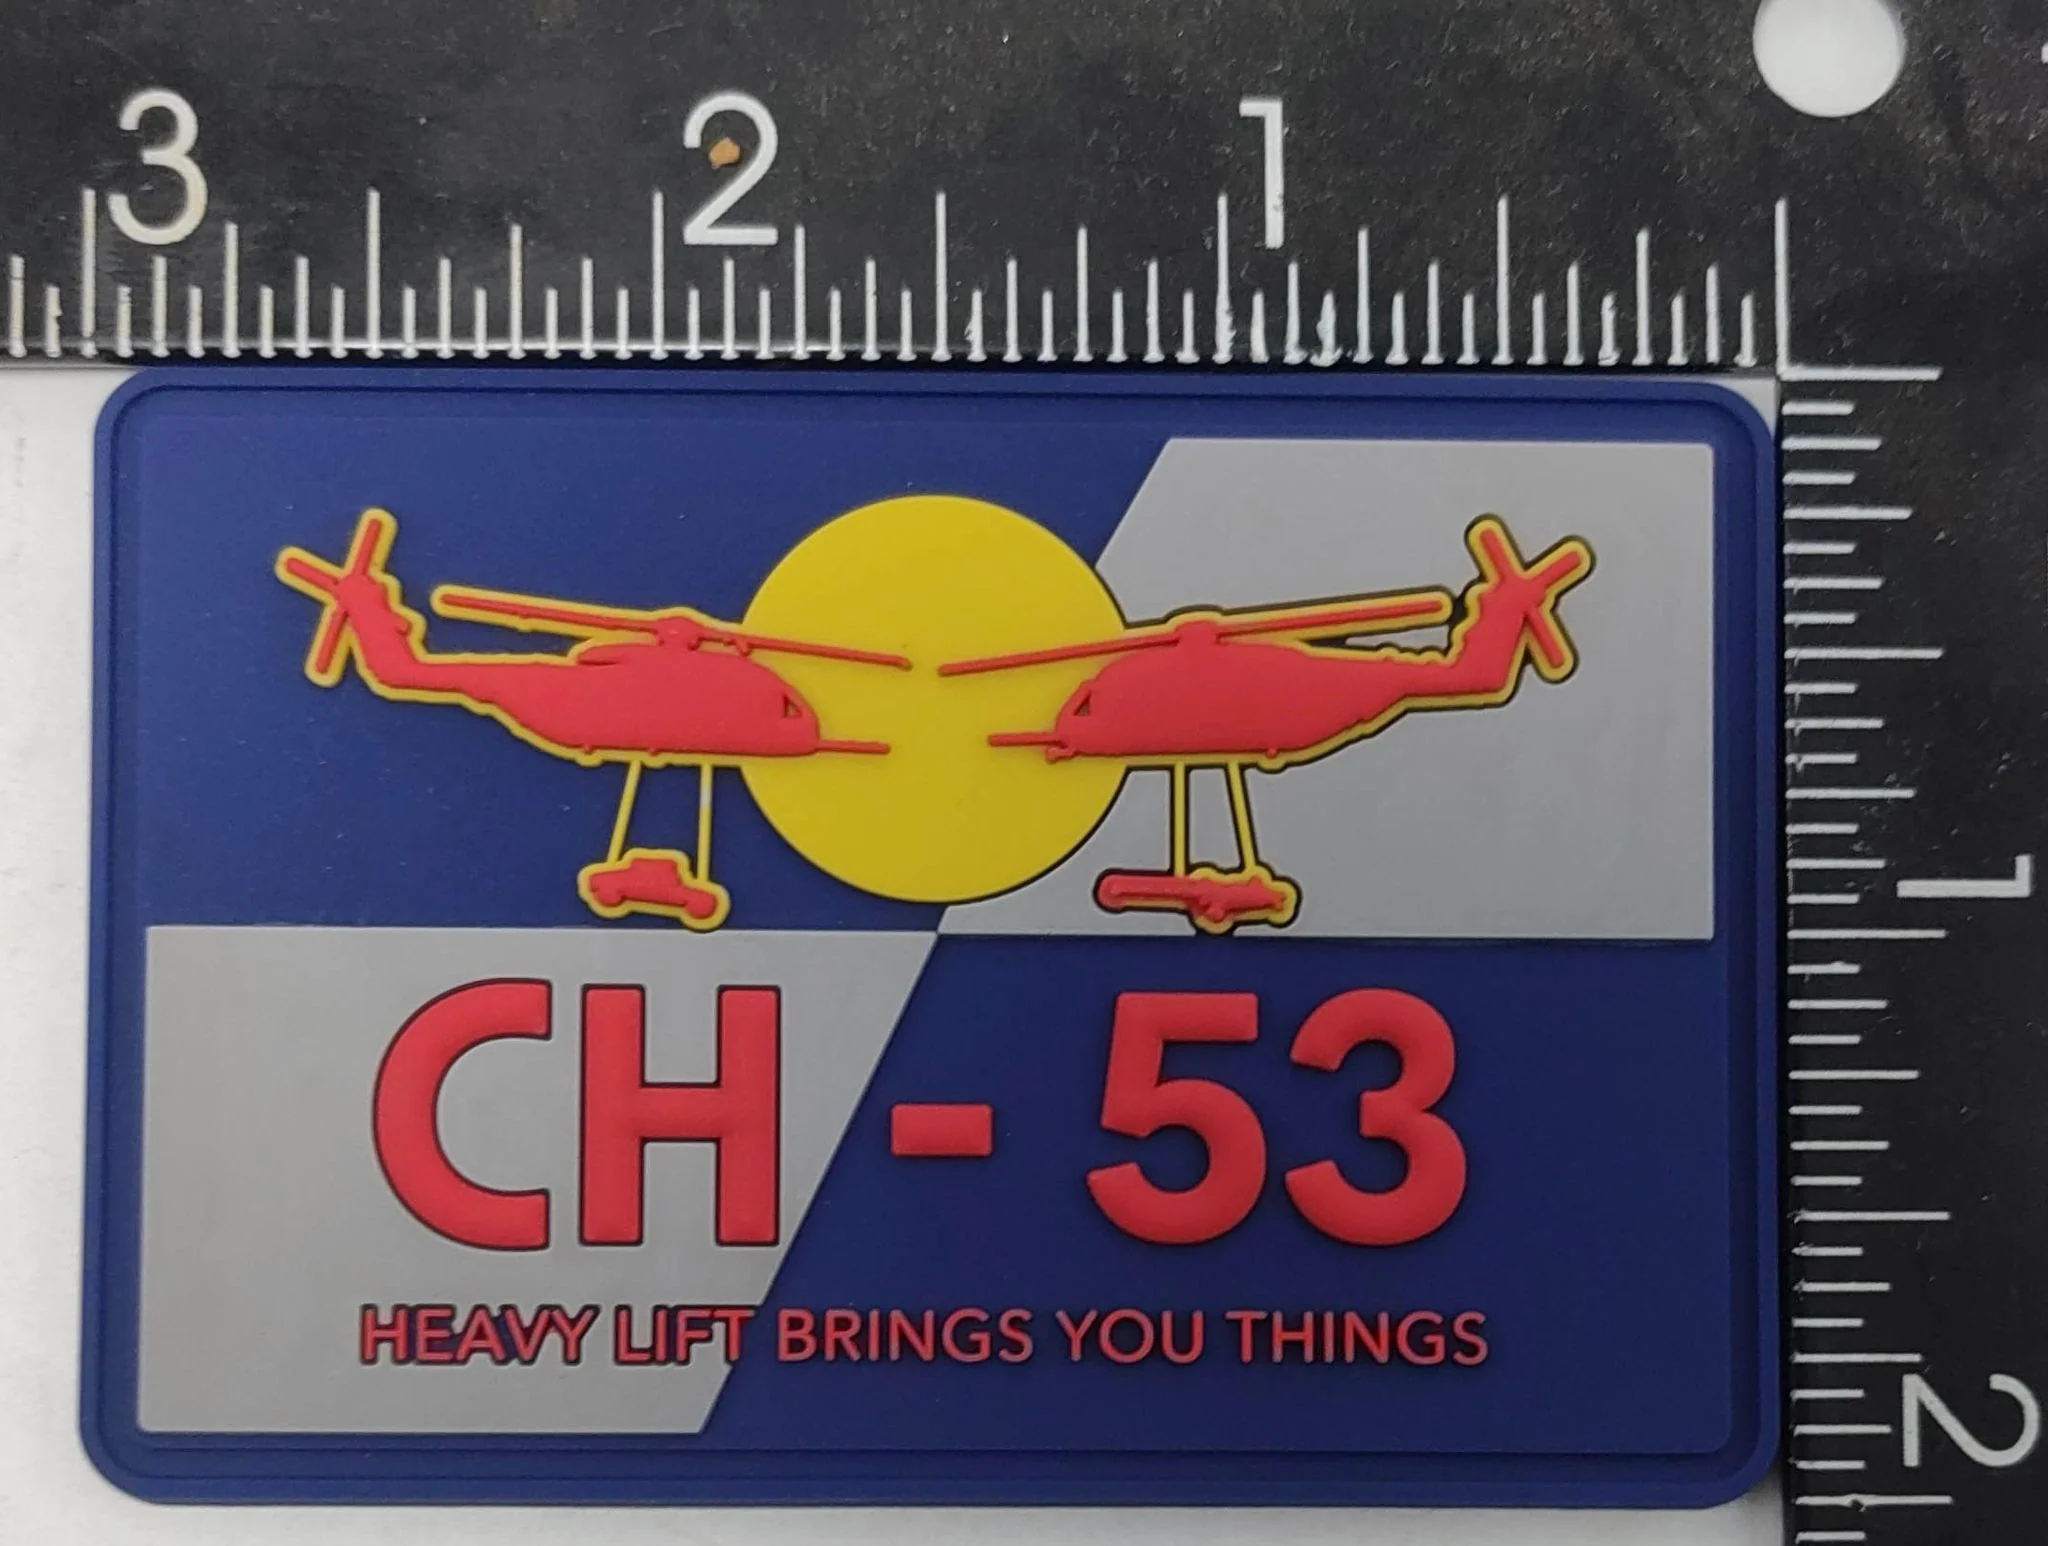 3 2 1
1
2
CH - 53
HEAVY LIFT BRINGS YOU THINGS